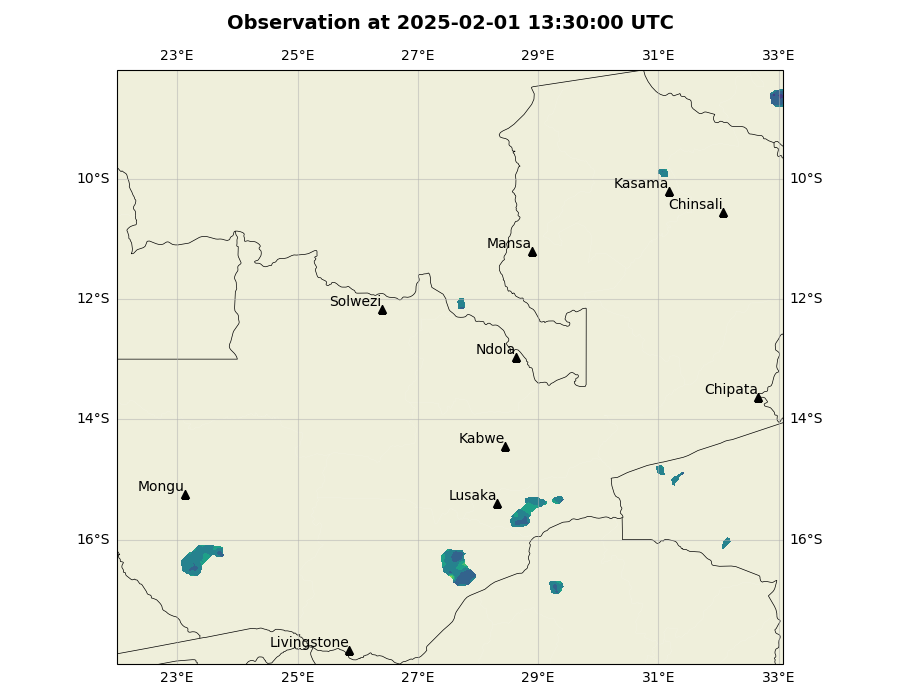 Observation at 2025-02-01 13:30:00 UTC
23°E 25°E 27°E 29°E 31°E 33°E
10°S 10°S
Kasama
Chinsali
Mansa
12°S 12°S
Solwezi
Ndola
Chipata
14°S 14°S
Kabwe
Mongu
Lusaka
16°S 16°S
Livingstone
23°E 25°E 27°E 29°E 31°E 33°E